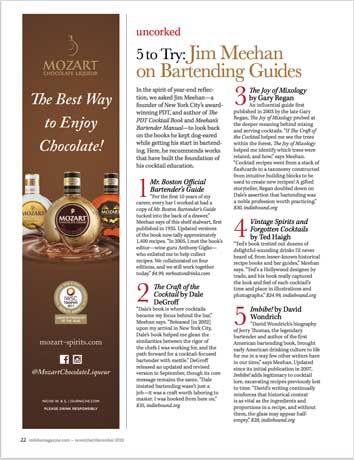 MOZART
CHOCOLATE LIQUEUR
The Best Way
to Enjoy
Chocolate!
MOZART
MOZART
MOZART
IWSC
mozart-spirits.com
@MozartChocolateLiqueur
PLEASE DRINK RESPONSIBLY
uncorked
5 to Try: Jim Meehan
on Bartending Guides
In the spirit of year-end reflec-
tion, we asked Jim Meehan—a
founder of New York City's award-
winning PDT, and author of The
PDT Cocktail Book and Meehan's
Bartender Manual—to look back
on the books he kept dog-eared
while getting his start in bartend-
ing. Here, he recommends works
that have built the foundation of
his cocktail education.
1 Mr. Boston Official
Bartender's Guide
"For the first 10 years of my
career, every bar I worked at had a
copy of Mr. Boston Bartender's Guide
tucked into the back of a drawer,"
Meehan says of this shelf stalwart, first
published in 1935. Updated versions
of the book now tally approximately
1,400 recipes. "In 2005, I met the book's
editor—wine guru Anthony Giglio—
who enlisted me to help collect
recipes. We collaborated on four
editions, and we still work together
today."
2 The Craft of the
Cocktail by Dale
DeGroff
"Dale's book is where cocktails
became my focus behind the bar,"
Meehan says. "Released [in 2002]
upon my arrival in New York City,
Dale's book helped me gleam the
similarities between the rigor of
the chefs I was working for, and the
path forward for a cocktail-focused
bartender with mettle." DeGroff
released an updated and revised
version in September, though its core
message remains the same. "Dale
insisted bartending wasn't just a
job—it was a craft worth laboring to
master. I was hooked from here on."
$35, indiebound.org
3 The Joy of Mixology
by Gary Regan
An influential guide first
published in 2003 by the late Gary
Regan, The Joy of Mixology probed at
the deeper meaning behind mixing
and serving cocktails. "If The Craft of
the Cocktail helped me see the trees
within the forest, The Joy of Mixology
helped me identify which trees were
related, and how," says Meehan.
"Cocktail recipes went from a stack of
flashcards to a taxonomy constructed
from intuitive building blocks to be
used to create new recipes! A gifted
storyteller, Regan doubled down on
Dale's assertion that bartending was
a noble profession worth practicing."
$30, indiebound.org
4 Vintage Spirits and
Forgotten Cocktails
by Ted Haigh
"Ted's book trotted out dozens of
delightful-sounding drinks I'd never
heard of, from lesser-known historical
recipe books and bar guides," Meehan
says. "Ted's a Hollywood designer by
trade, and his book really captured
the look and feel of each cocktail's
time and place in illustrations and
photographs." $24.99, indiebound.org
5 Imbibe! by David
Wondrich
"David Wondrich's biography
of Jerry Thomas, the legendary
bartender and author of the first
American bartending book, brought
early American drinking culture to life
for me in a way few other writers have
in our time," says Meehan. Updated
since its initial publication in 2007,
Imbibe! adds legitimacy to cocktail
lore, excavating recipes previously lost
to time. "David's writing continually
reinforces that historical context
is as vital as the ingredients and
proportions in a recipe, and without
them, the glass may appear half-
empty." $28, indiebound.org
22 imbibemagazine.com — november/december 2020